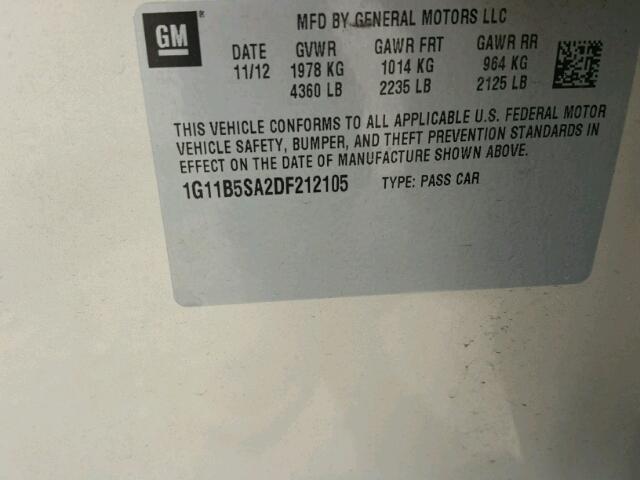 GM
MFD BY GENERAL MOTORS LLC
DATE GVWR GAWR FRT GAWR RR
11/12 1978 KG 1014 KG 964 KG
4360 LB 2235 LB 2125 LB
THIS VEHICLE CONFORMS TO ALL APPLICABLE U.S. FEDERAL MOTOR
VEHICLE SAFETY, BUMPER, AND THEFT PREVENTION STANDARDS IN
EFFECT ON THE DATE OF MANUFACTURE SHOWN ABOVE.
1G11B5SA2DF212105 TYPE: PASS CAR